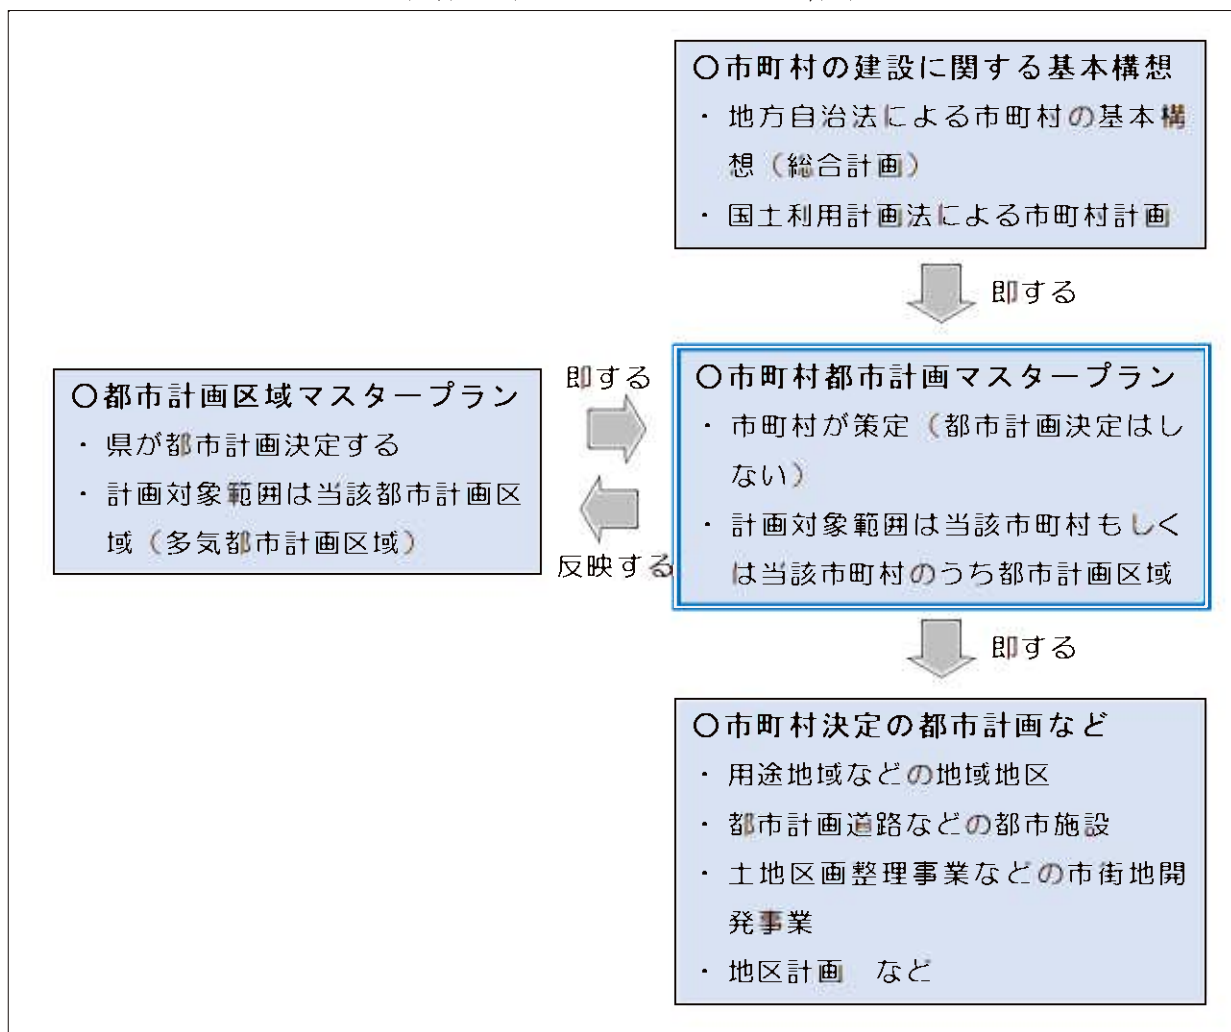 〇市町村の建設に関する基本構想
・地方自治法による市町村の基本構
想（総合計画）
・国土利用計画法による市町村計画
即する
〇都市計画区域マスタープラン
・県が都市計画決定する
・計画対象範囲は当該都市計画区
域（多気都市計画区域）
即する
反映する
〇市町村都市計画マスタープラン
・市町村が策定（都市計画決定はし
ない）
・計画対象範囲は当該市町村もしく
は当該市町村のうち都市計画区域
即する
〇市町村決定の都市計画など
・用途地域などの地域地区
・都市計画道路などの都市施設
・土地区画整理事業などの市街地開
発事業
・地区計画　など